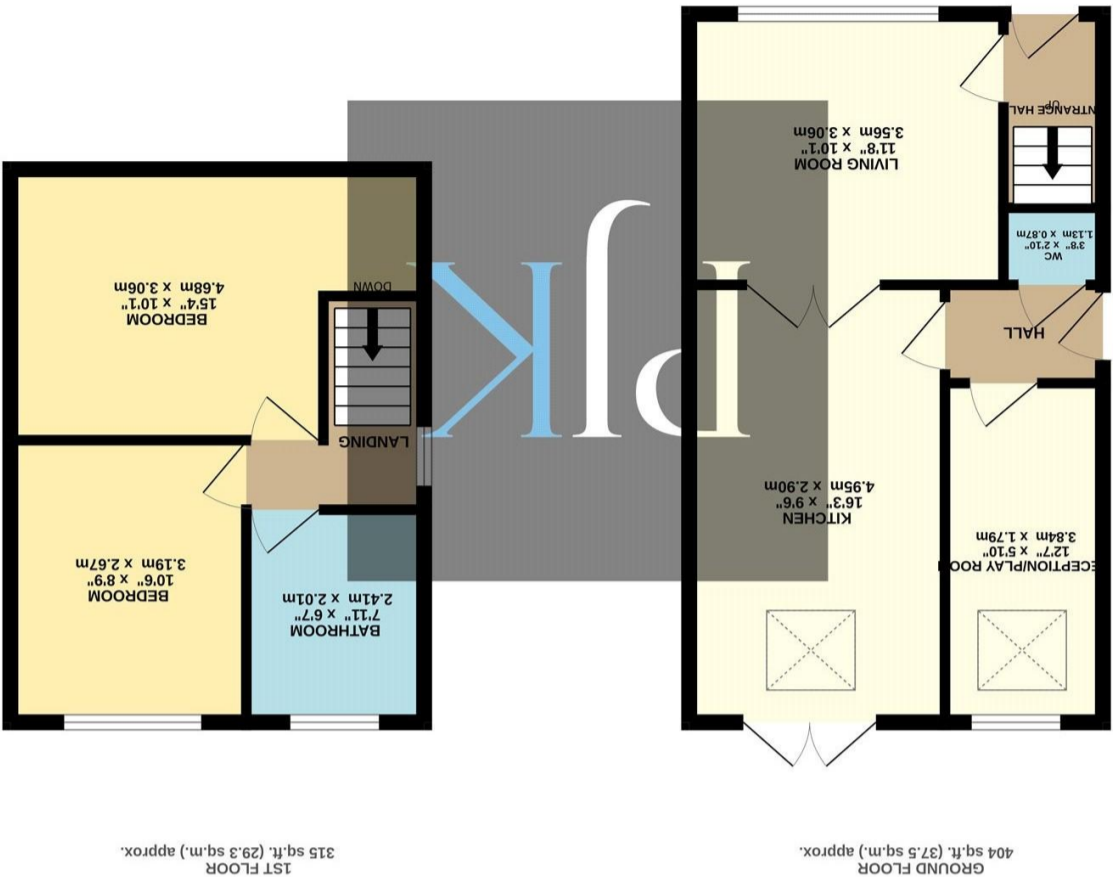 GROUND FLOOR
404 sq.ft. (37.5 sq.m.) approx.
1ST FLOOR
315 sq.ft. (29.3 sq.m.) approx.
RECEPTION/PLAY ROOM
12'7" x 5'10"
3.84m x 1.79m
KITCHEN
16'3" x 9'6"
4.95m x 2.90m
HALL
WC
3'8" x 2'10"
1.13m x 0.87m
LIVING ROOM
11'8" x 10'1"
3.56m x 3.06m
ENTRANCE HALL
UP
BATHROOM
7'11" x 6'7"
2.41m x 2.01m
BEDROOM
10'6" x 8'9"
3.19m x 2.67m
LANDING
DOWN
BEDROOM
15'4" x 10'1"
4.68m x 3.06m
PJK